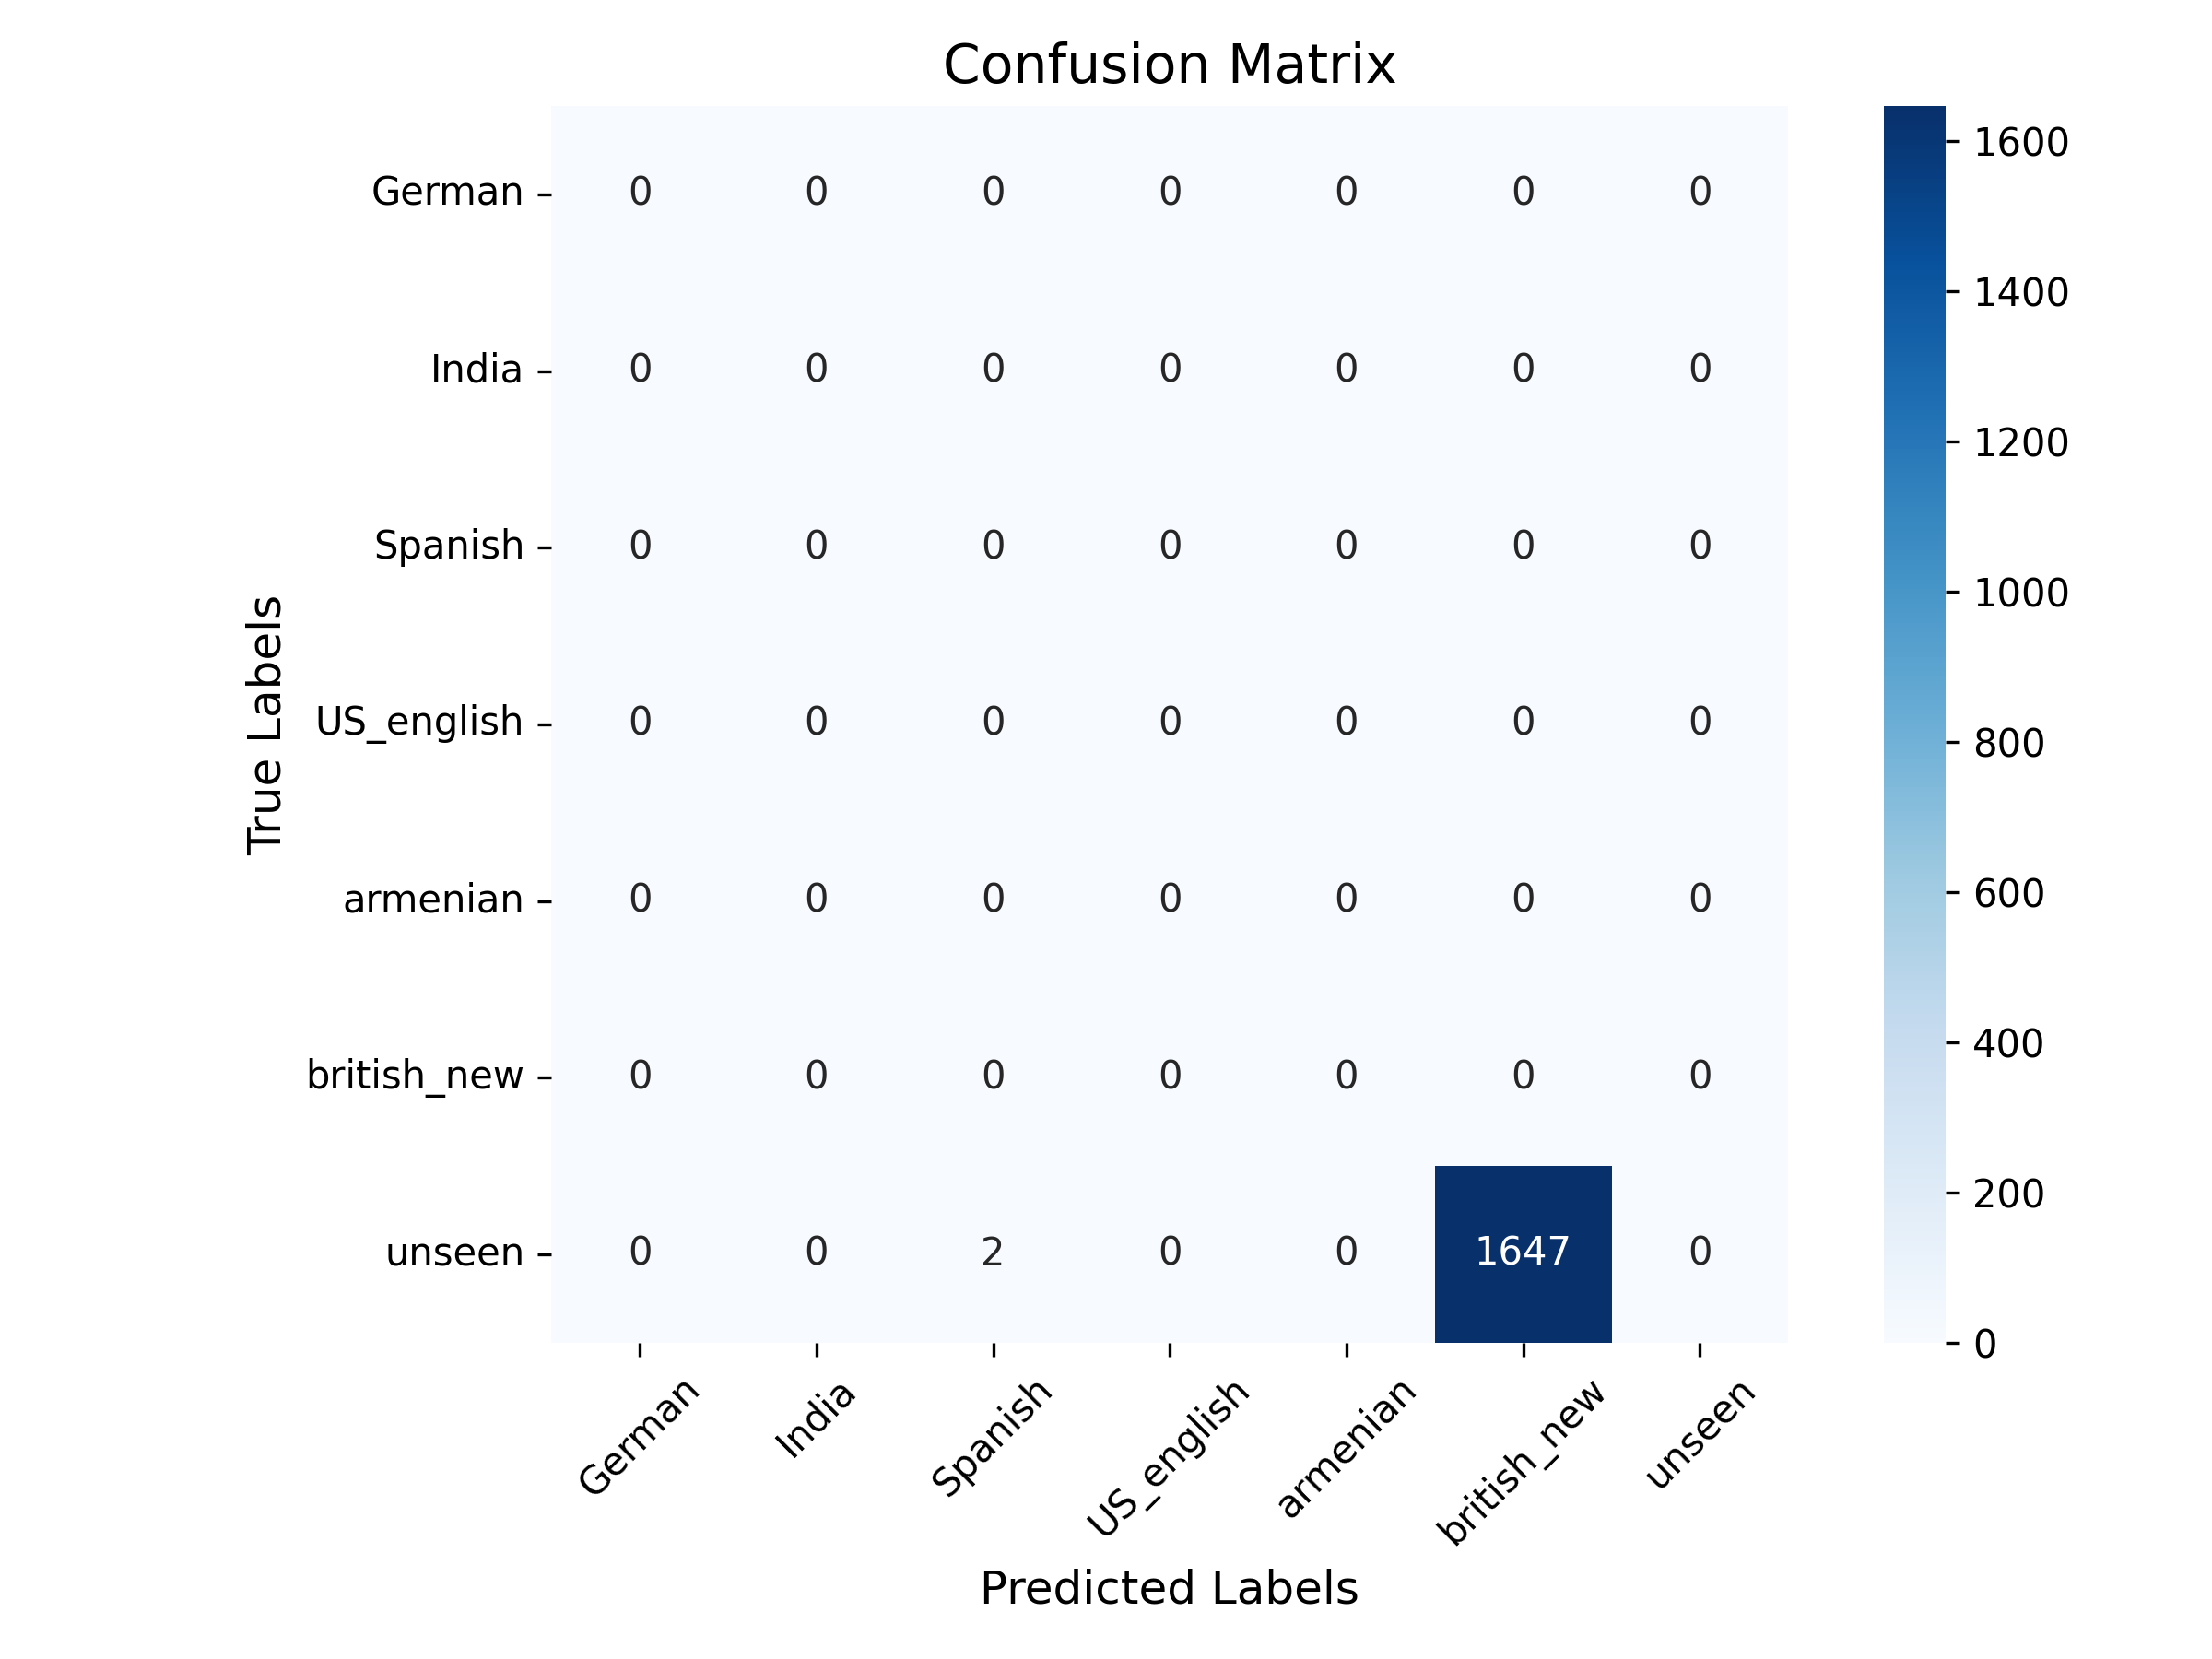 Confusion Matrix
German 0 0 0 0 0 0 0
India 0 0 0 0 0 0 0
Spanish 0 0 0 0 0 0 0
US_english 0 0 0 0 0 0 0
armenian 0 0 0 0 0 0 0
british_new 0 0 0 0 0 0 0
unseen 0 0 2 0 0 1647 0
True Labels
German India Spanish US_english armenian british_new unseen
Predicted Labels
1600
1400
1200
1000
800
600
400
200
0